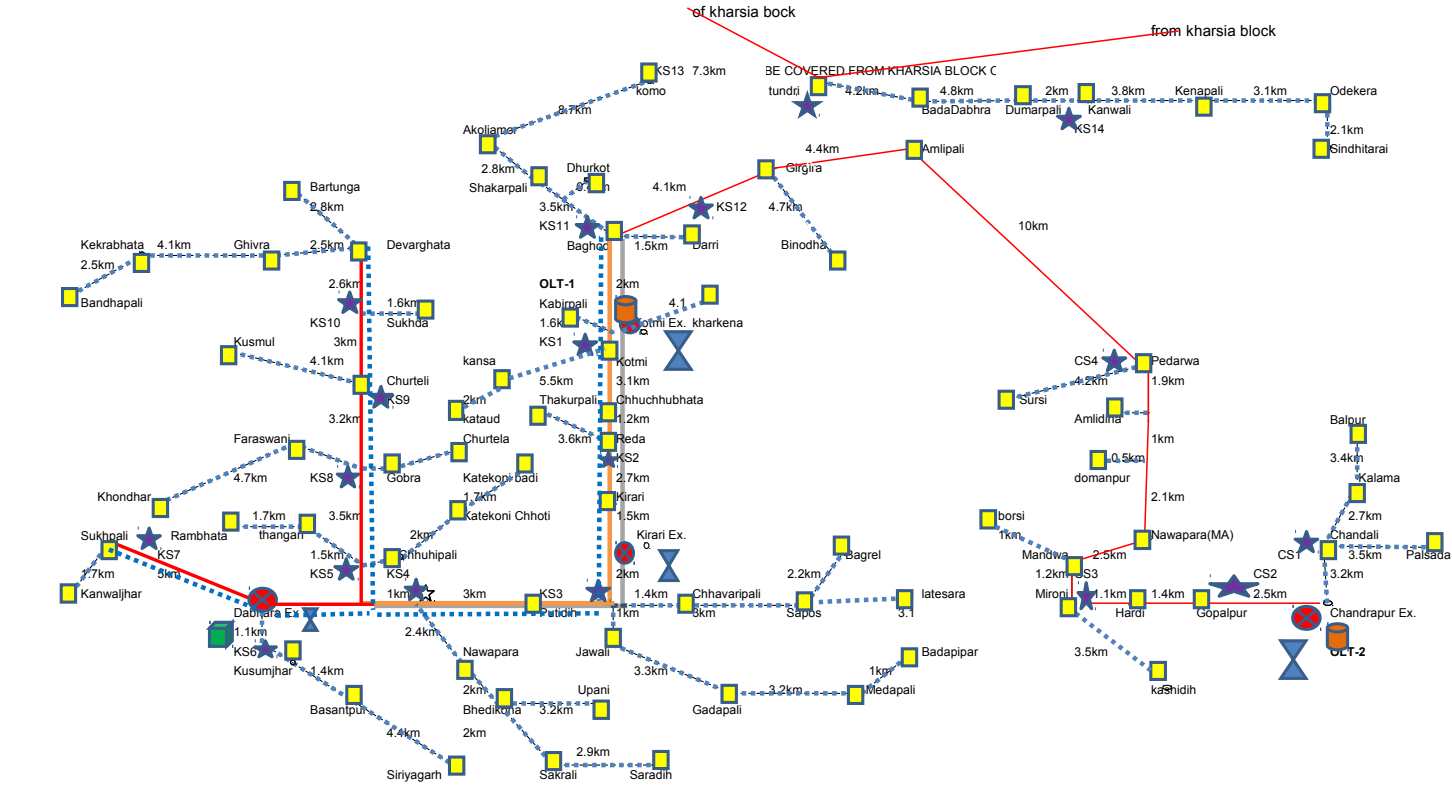 of kharsia bock
from kharsia block
KS13 7.3km
BE COVERED FROM KHARSIA BLOCK
komo
tundri
4.2km
4.8km
2km
3.8km
Kenapali
3.1km
Odekera
8.7km
BadaDabhra
Dumarpali
Kanwali
KS14
2.1km
Akoliamar
Sindhitarai
4.4km
Amlipali
2.8km
Dhurkot
Girgira
Shakarpali
4.1km
Bartunga
2.8km
3.5km
KS12
4.7km
KS11
10km
Kekrabhata
4.1km
Ghivra
2.5km
Devarghata
1.5km
Darri
Binodha
2.5km
Bandhapali
2.6km
OLT-1
2km
1.6km
Kabirpali
4.1
KS10
Sukhda
Kotmi Ex.
kharkena
3km
KS1
Kusmul
4.1km
kansa
Kotmi
CS4
Pedarwa
Churteli
5.5km
3.1km
4.2km
1.9km
KS9
2km
Thakurpali
Chhuchhubhata
Sursi
3.2km
kataud
1.2km
Amlidiha
Balpur
Faraswani
Churtela
3.6km
Reda
1km
KS2
3.4km
4.7km
KS8
Gobra
Katekoni badi
2.7km
0.5km
domanpur
Kalama
Khondhar
1.7km
Kirari
2.1km
1.7km
3.5km
Katekoni Chhoti
1.5km
2.7km
Sukhpali
Rambhata
thangan
2km
Kirari Ex.
borsi
1km
Nawapara(MA)
Chandali
KS7
1.5km
Chhuhipali
Bagrel
Mandwa
2.5km
3.5km
Palsada
1.7km
5km
KS5
KS4
2km
2.2km
1.2km
KS3
CS2
3.2km
Kanwaljhar
1km
3km
KS3
1.4km
Chhavaripali
latesara
Mironi
1.1km
1.4km
2.5km
Dabhara Ex
Putidih
1km
3km
Sapos
3.1
Hardi
Gopalpur
Chandrapur Ex.
1.1km
2.4km
KS6
Nawapara
Jawali
Badapipar
3.5km
OLT-2
Kusumjhar
1.4km
3.3km
1km
2km
Upani
3.2km
kashidih
Basantpur
Bhedikona
3.2km
Gadapali
Medapali
4.4km
2km
2.9km
Siriyagarh
Sakrali
Saradih